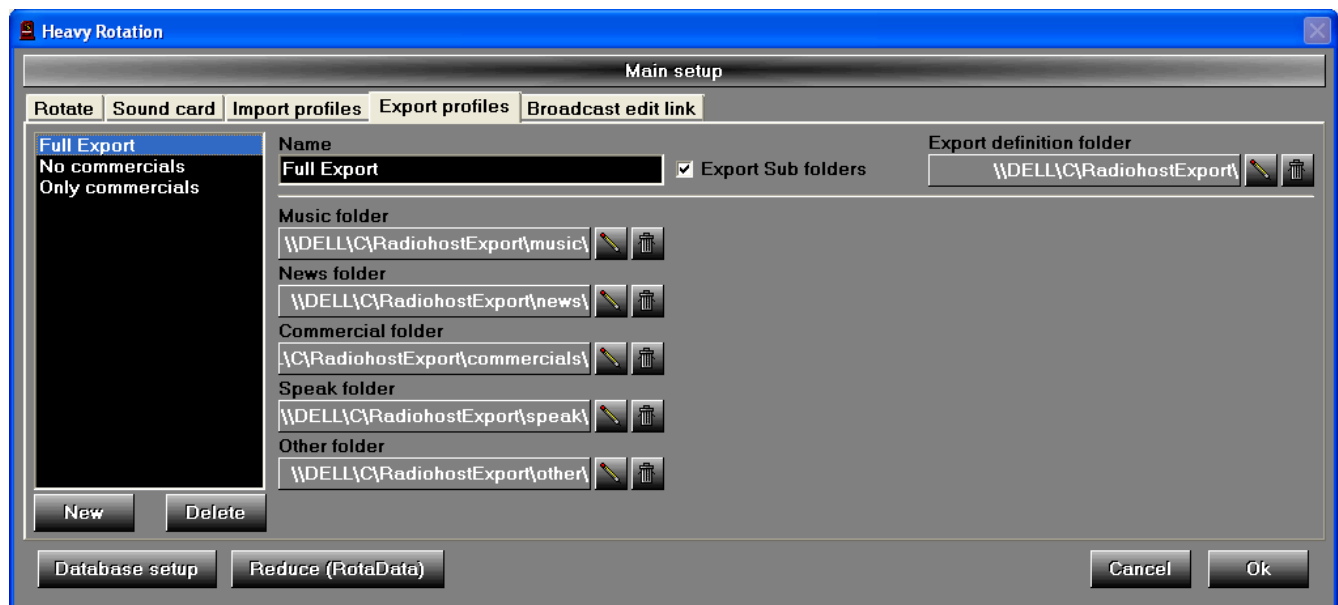 Heavy Rotation
Main setup
Rotate Sound card Import profiles Export profiles Broadcast edit link
Full Export
No commercials
Only commercials
Name
Full Export
Export Sub folders
Export definition folder
\\DELL\C\RadiohostExport\
Music folder
\\DELL\C\RadiohostExport\music\
News folder
\\DELL\C\RadiohostExport\news\
Commercial folder
.\C\RadiohostExport\commercials\
Speak folder
\\DELL\C\RadiohostExport\speak\
Other folder
\\DELL\C\RadiohostExport\other\
New Delete
Database setup Reduce (RotaData) Cancel Ok